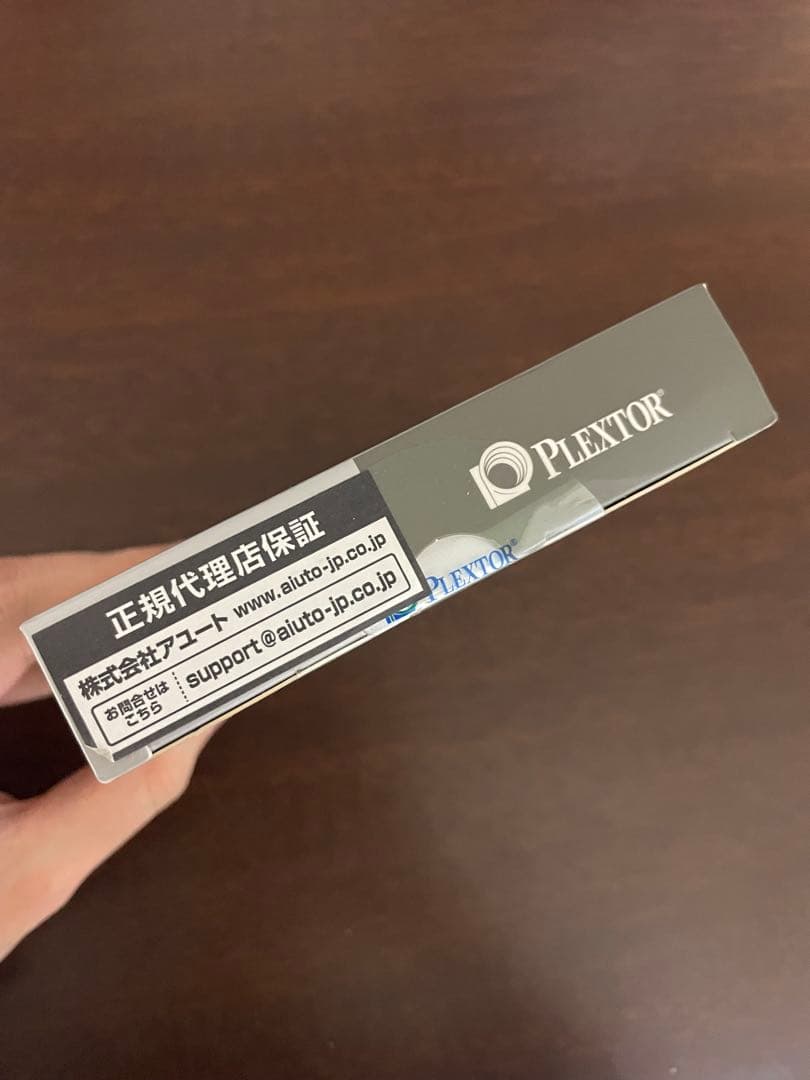 PLEXTOR®
PLEXTOR®
正規代理店保証
株式会社アユート www.aiuto-jp.co.jp
お問合せは
こちら
support@aiuto-jp.co.jp